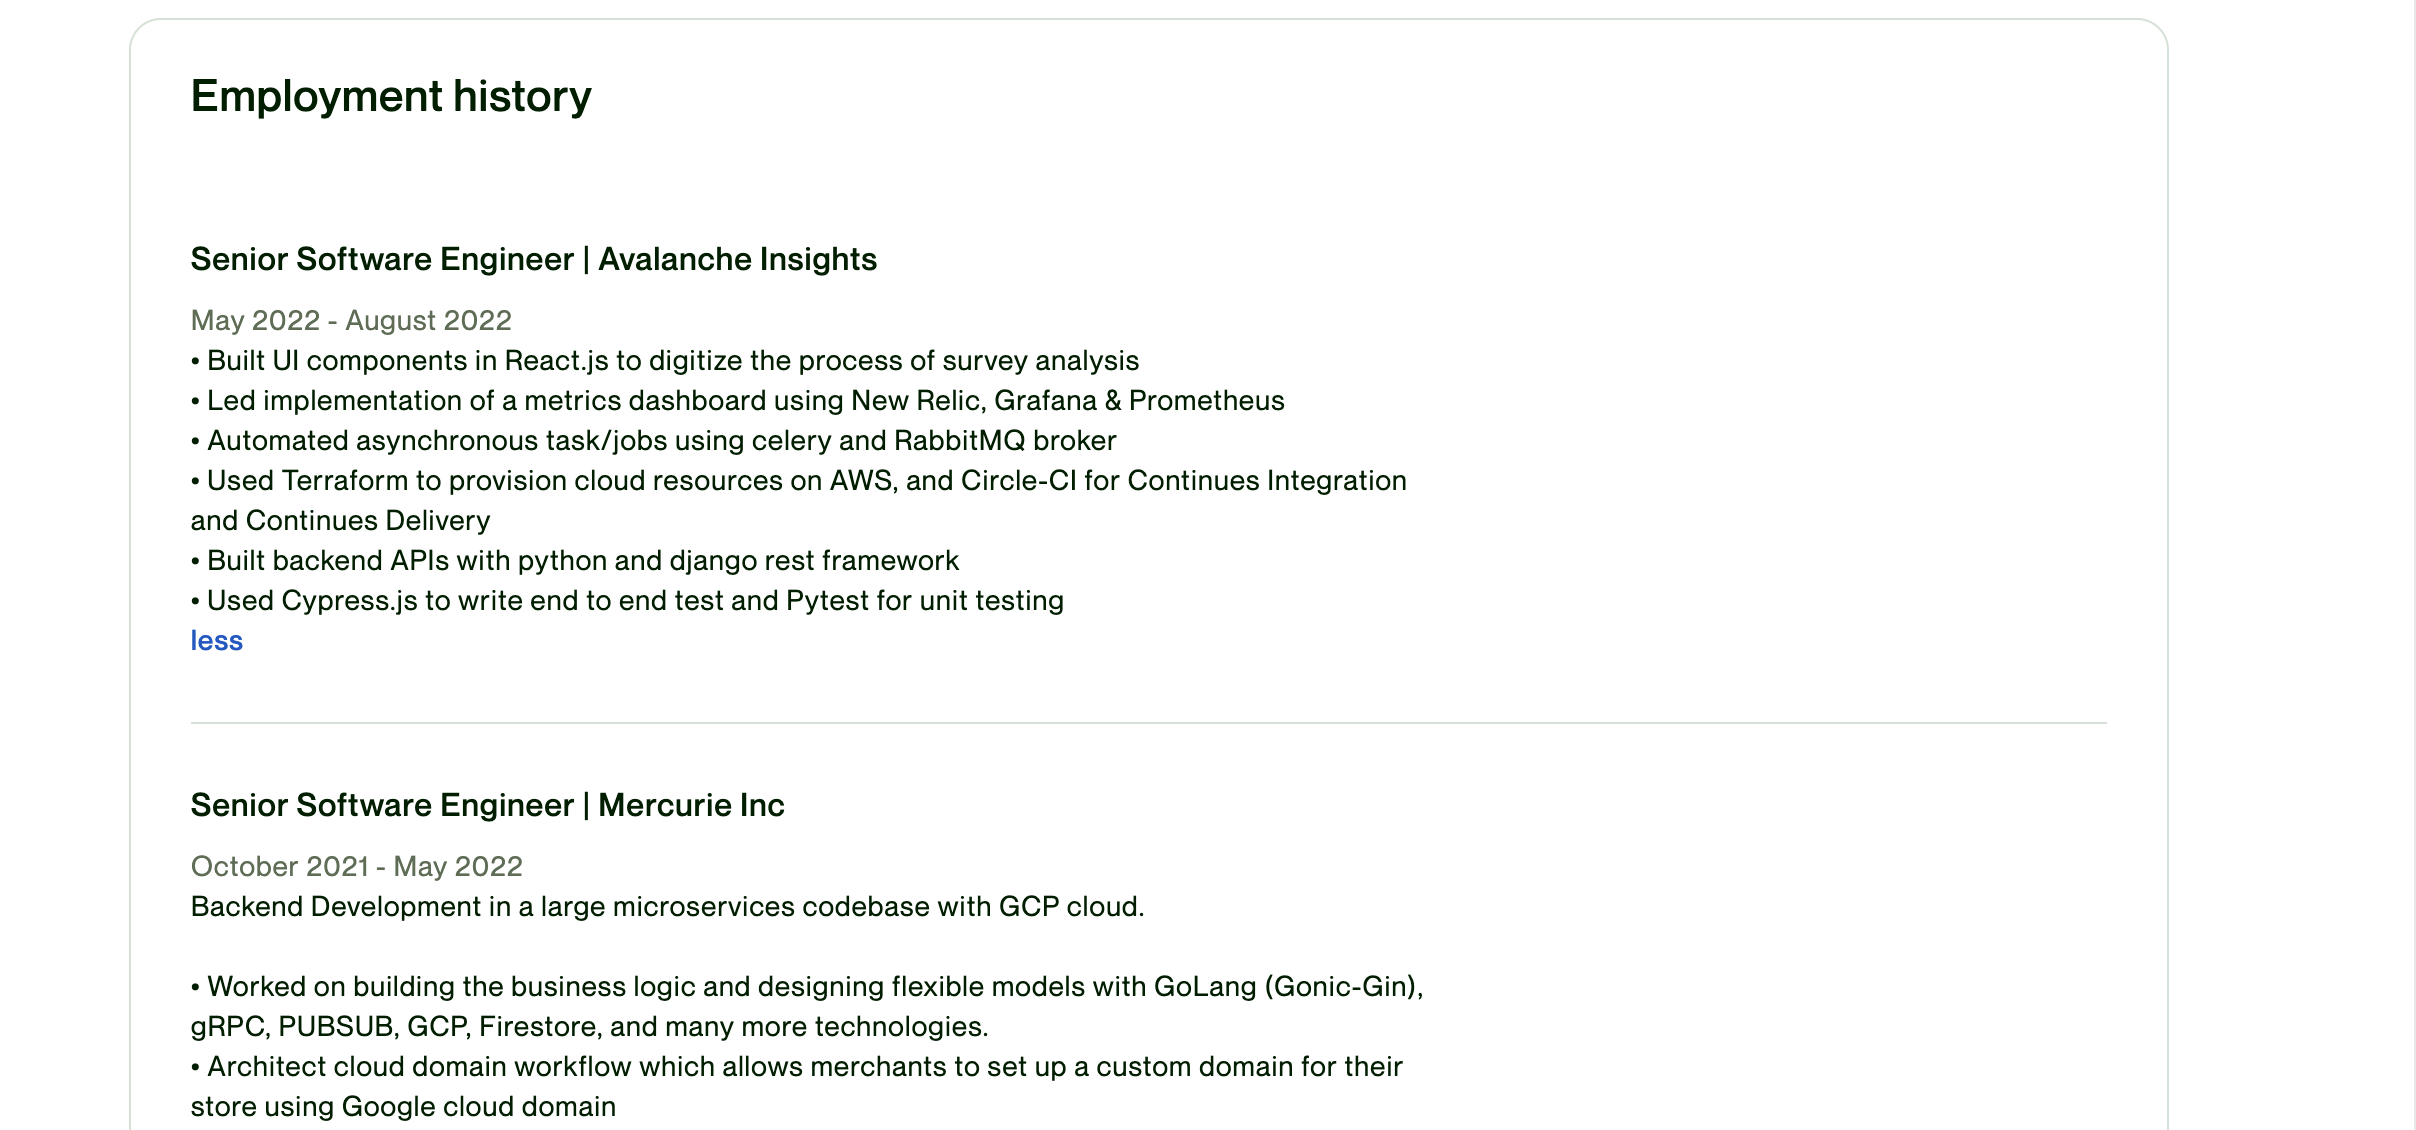 Employment history
Senior Software Engineer | Avalanche Insights
May 2022 - August 2022
• Built UI components in React.js to digitize the process of survey analysis
• Led implementation of a metrics dashboard using New Relic, Grafana & Prometheus
• Automated asynchronous task/jobs using celery and RabbitMQ broker
• Used Terraform to provision cloud resources on AWS, and Circle-CI for Continues Integration
and Continues Delivery
• Built backend APIs with python and django rest framework
• Used Cypress.js to write end to end test and Pytest for unit testing
less
Senior Software Engineer | Mercurie Inc
October 2021 - May 2022
Backend Development in a large microservices codebase with GCP cloud.
• Worked on building the business logic and designing flexible models with GoLang (Gonic-Gin),
gRPC, PUBSUB, GCP, Firestore, and many more technologies.
• Architect cloud domain workflow which allows merchants to set up a custom domain for their
store using Google cloud domain